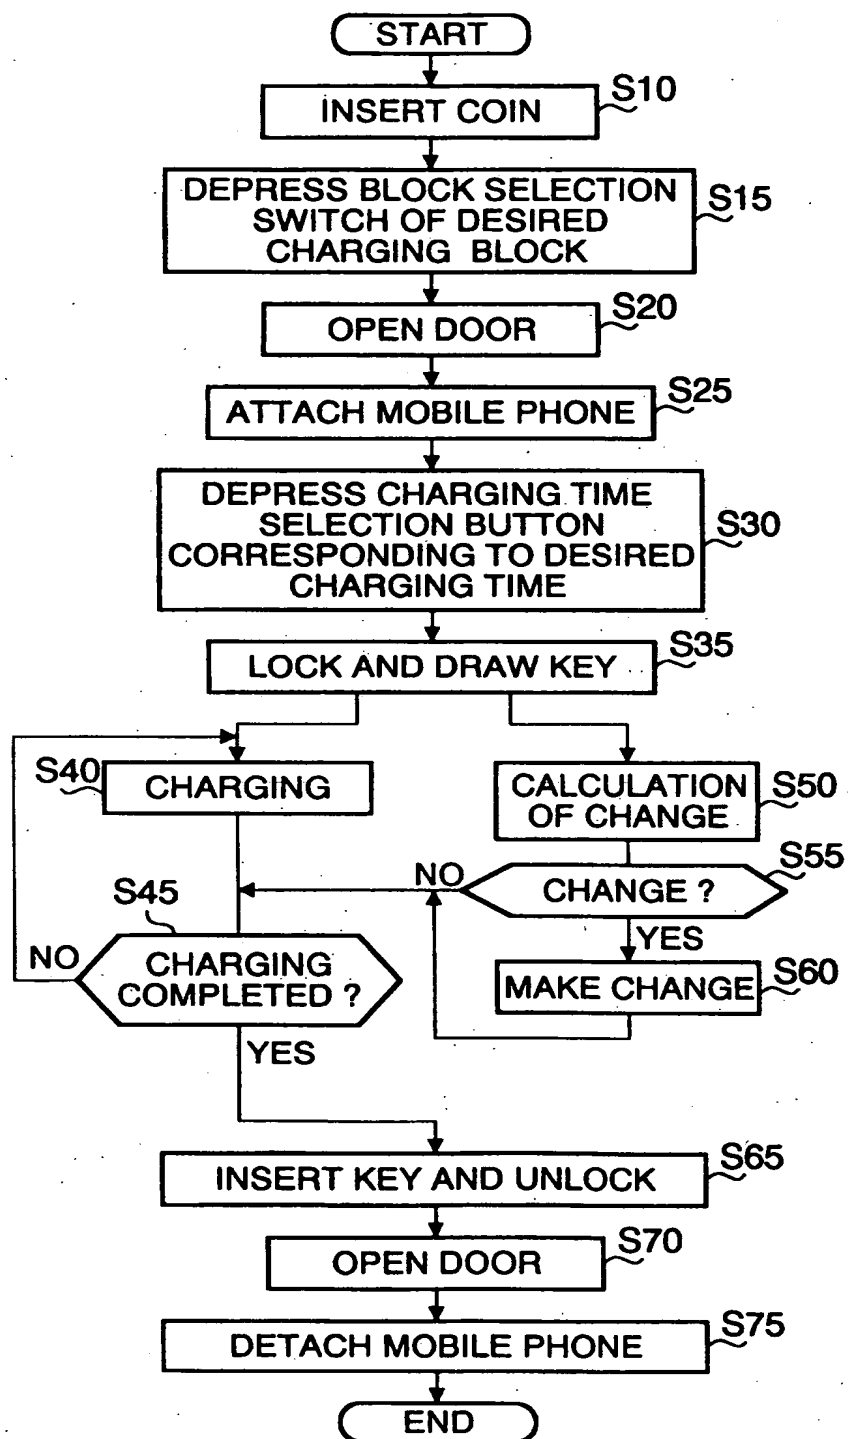 START
INSERT COIN
S10
DEPRESS BLOCK SELECTION
SWITCH OF DESIRED
CHARGING BLOCK
S15
OPEN DOOR
S20
ATTACH MOBILE PHONE
S25
DEPRESS CHARGING TIME
SELECTION BUTTON
CORRESPONDING TO DESIRED
CHARGING TIME
S30
LOCK AND DRAW KEY
S35
S40
CHARGING
CALCULATION
OF CHANGE
S50
S55
NO
CHANGE ?
YES
S45
NO
CHARGING
COMPLETED ?
YES
MAKE CHANGE
S60
INSERT KEY AND UNLOCK
S65
OPEN DOOR
S70
DETACH MOBILE PHONE
S75
END